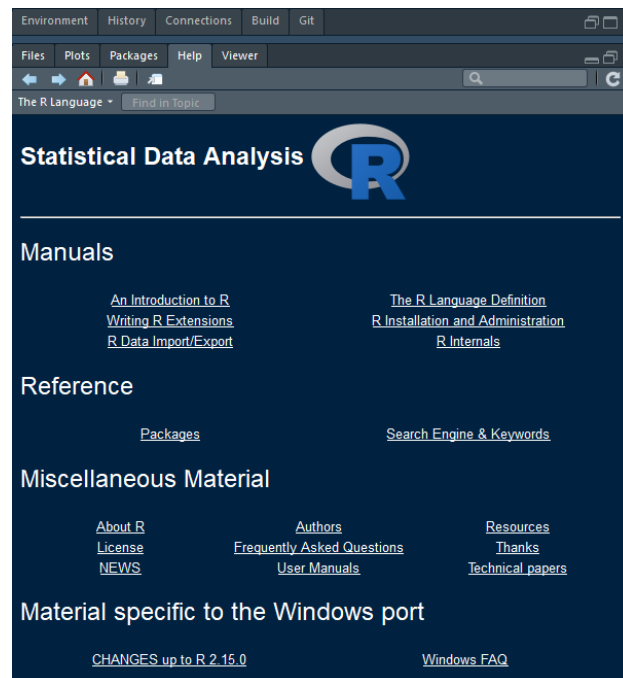 Environment History Connections Build Git
Files Plots Packages Help Viewer
The R Language Find in Topic
Statistical Data Analysis R
Manuals
An Introduction to R The R Language Definition
Writing R Extensions R Installation and Administration
R Data Import/Export R Internals
Reference
Packages Search Engine & Keywords
Miscellaneous Material
About R Authors Resources
License Frequently Asked Questions Thanks
NEWS User Manuals Technical papers
Material specific to the Windows port
CHANGES up to R 2.15.0 Windows FAQ